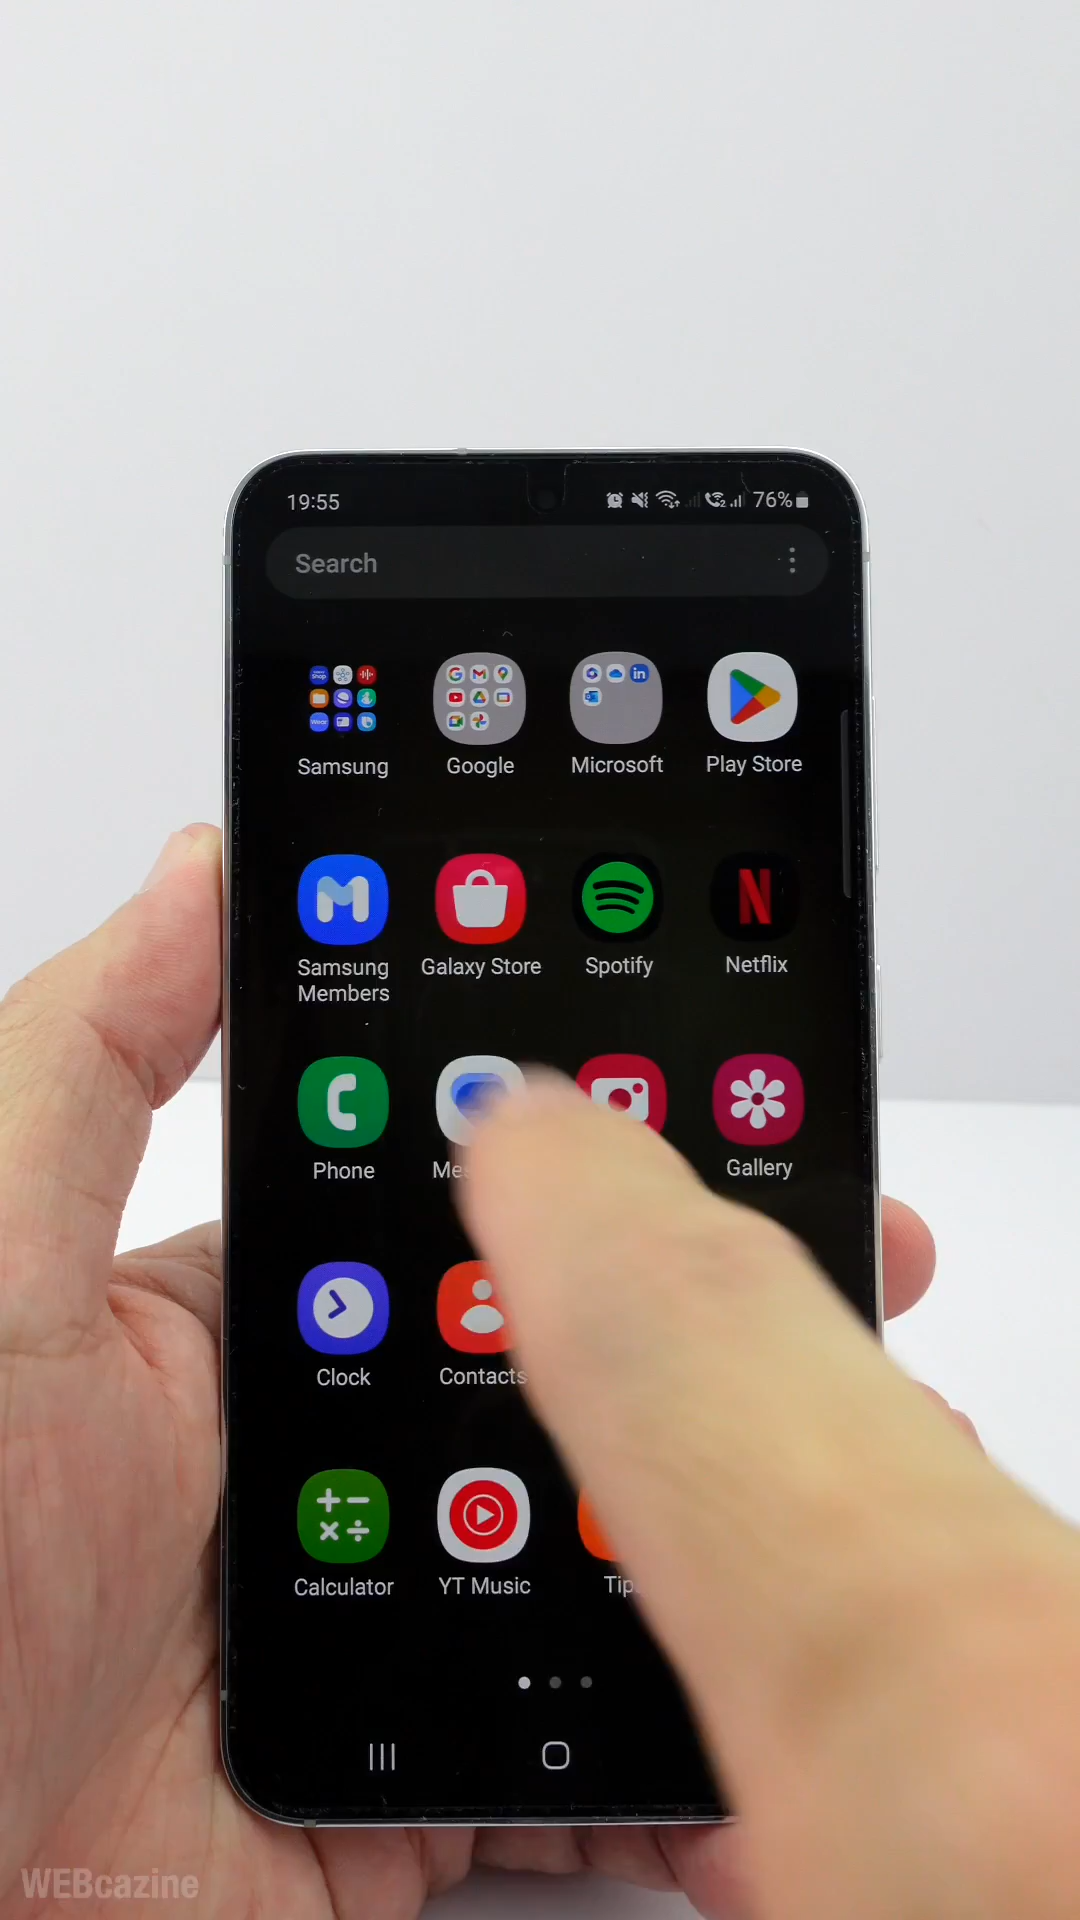 19:55
76%
Search
Samsung
Google
Microsoft
Play Store
Samsung
Members
Galaxy Store
Spotify
Netflix
Phone
Gallery
Clock
Contacts
Calculator
YT Music
WEBcazine